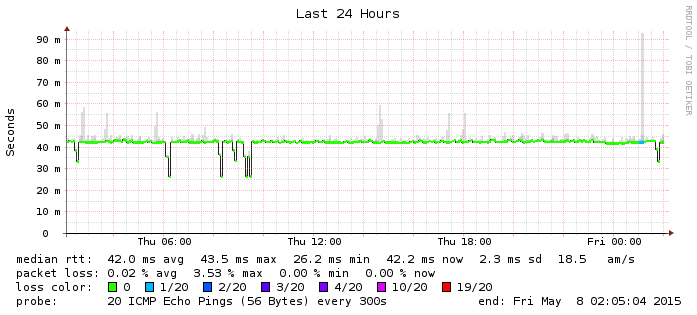 Last 24 Hours
RRDTOOL / TOBI OETIKER
Seconds
90 m
80 m
70 m
60 m
50 m
40 m
30 m
20 m
10 m
0
Thu 06:00 Thu 12:00 Thu 18:00 Fri 00:00
median rtt: 42.0 ms avg 43.5 ms max 26.2 ms min 42.2 ms now 2.3 ms sd 18.5 am/s
packet loss: 0.02 % avg 3.53 % max 0.00 % min 0.00 % now
loss color: 0 1/20 2/20 3/20 4/20 10/20 19/20
probe: 20 ICMP Echo Pings (56 Bytes) every 300s end: Fri May 8 02:05:04 2015